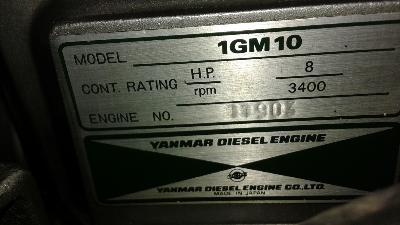 MODEL 1GM10
CONT. RATING H.P. 8
rpm 3400
ENGINE NO. 11903
YANMAR DIESEL ENGINE
YANMAR DIESEL ENGINE CO., LTD.
MADE IN JAPAN